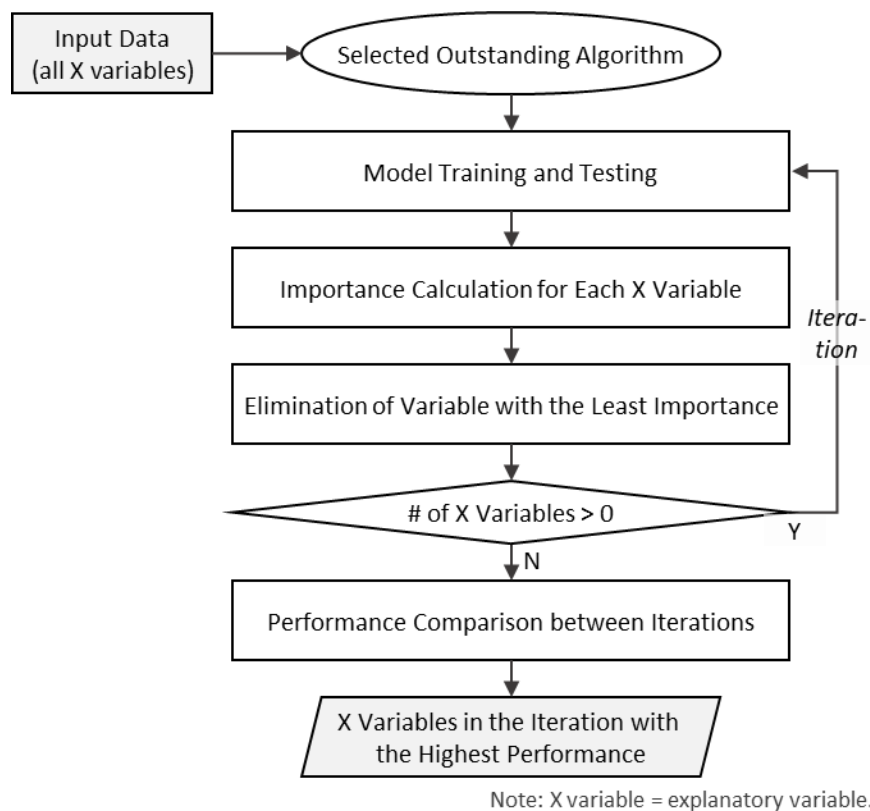 Input Data
(all X variables)
Selected Outstanding Algorithm
Model Training and Testing
Importance Calculation for Each X Variable
Itera-
tion
Elimination of Variable with the Least Importance
# of X Variables > 0
Y
N
Performance Comparison between Iterations
X Variables in the Iteration with
the Highest Performance
Note: X variable = explanatory variable.